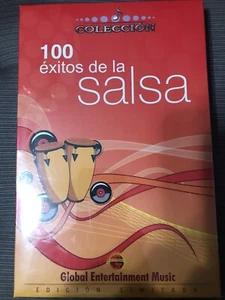 COLECCIÓN
100
éxitos de la
salsa
Global Entertainment Music
EDICIÓN LIMITADA